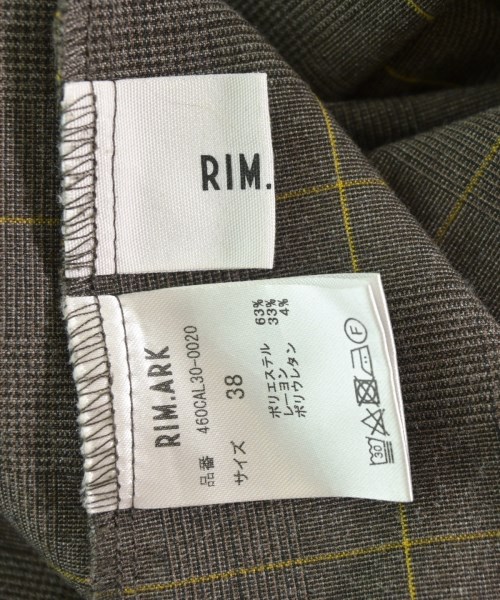 RIM.
RIM.ARK
品番 460CAL30-0020
サイズ 38
ポリエステル 63%
レーヨン 33%
ポリウレタン 4%
30
F